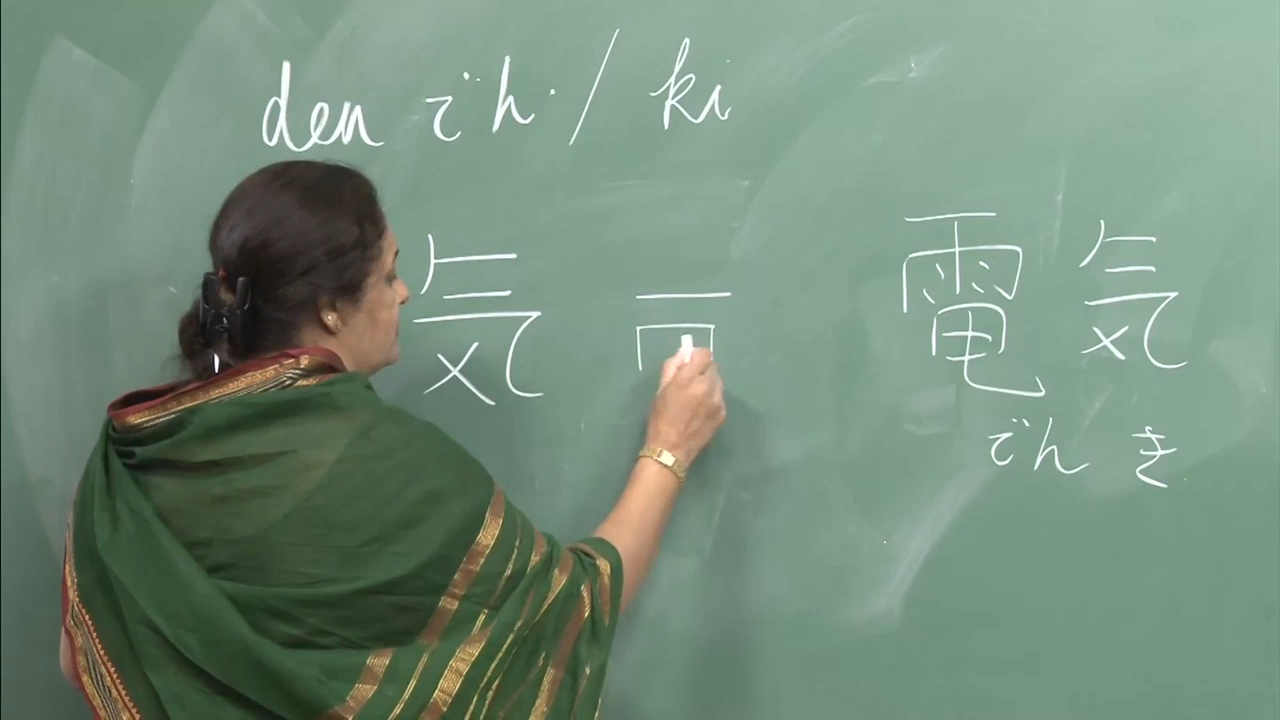 den でん / ki
気
電気
でん き